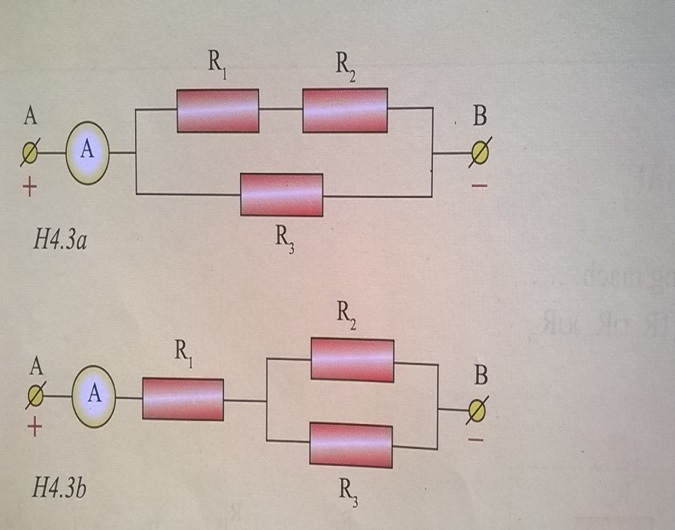 R₁ R₂
A A B
+ −
H4.3a R₃
R₂
R₁
A A B
+ −
H4.3b R₃